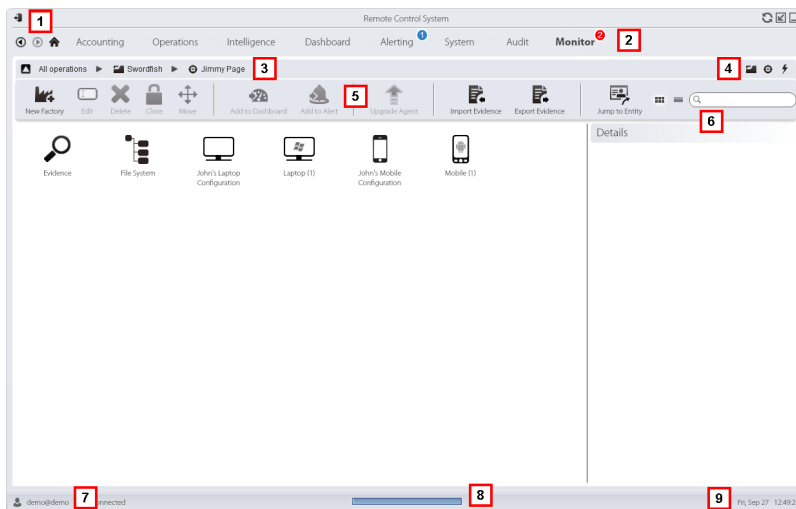 Remote Control System
1
Accounting Operations Intelligence Dashboard Alerting 1 System Audit Monitor 2 2
All operations Swordfish Jimmy Page 3 4
5
New Factory Edit Delete Close Move Add to Dashboard Add to Alert Upgrade Agent Import Evidence Export Evidence Jump to Entity
6
Details
Evidence File System John's Laptop Configuration Laptop (1) John's Mobile Configuration Mobile (1)
demo@demo 7 nnected 8 9 Fri, Sep 27 12:49:2